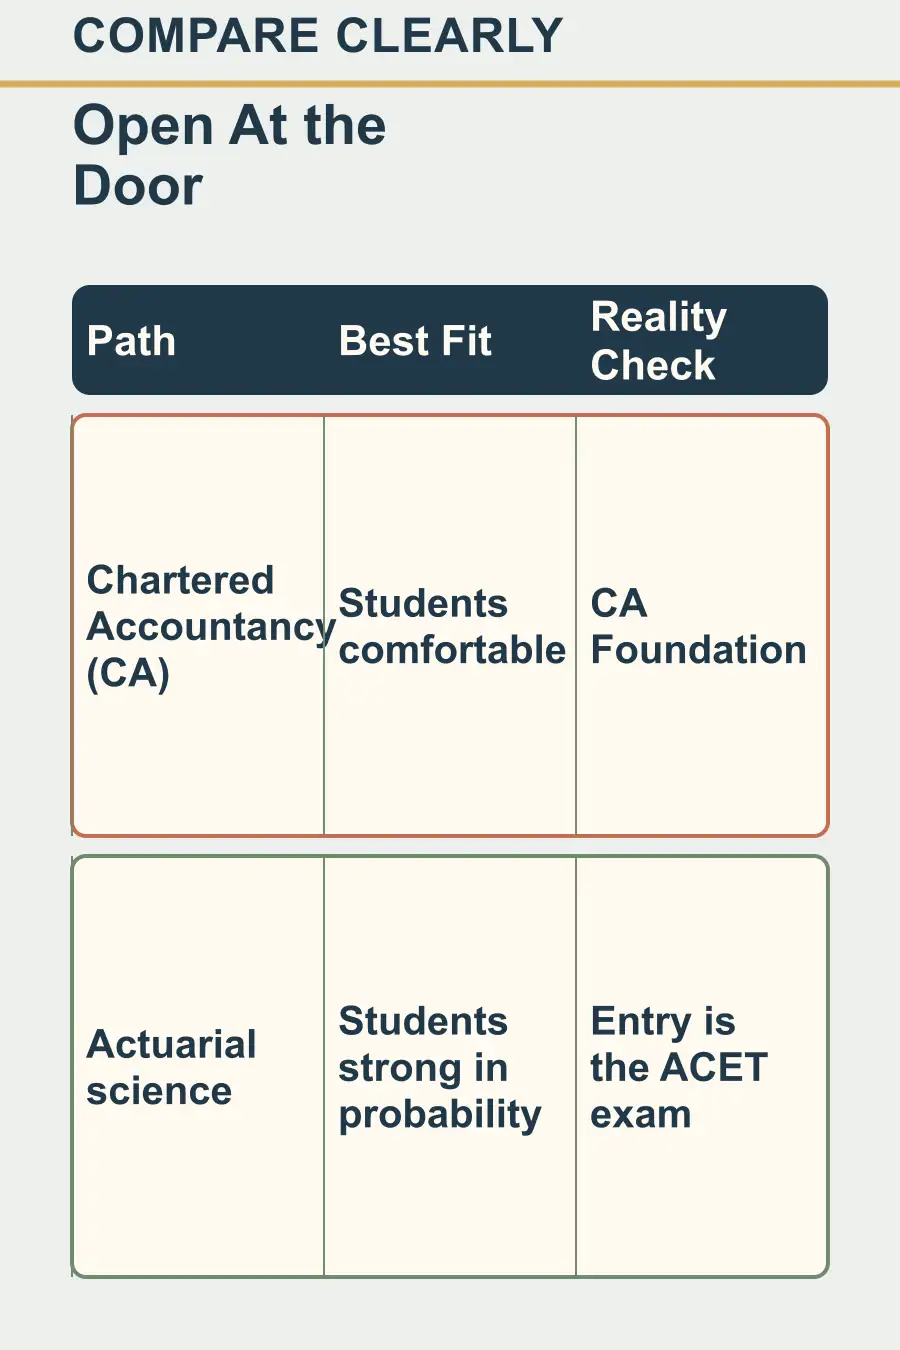 COMPARE CLEARLY
Open At the
Door
Path
Best Fit
Reality
Check
Chartered
Accountancy
(CA)
Students
comfortable
CA
Foundation
Actuarial
science
Students
strong in
probability
Entry is
the ACET
exam